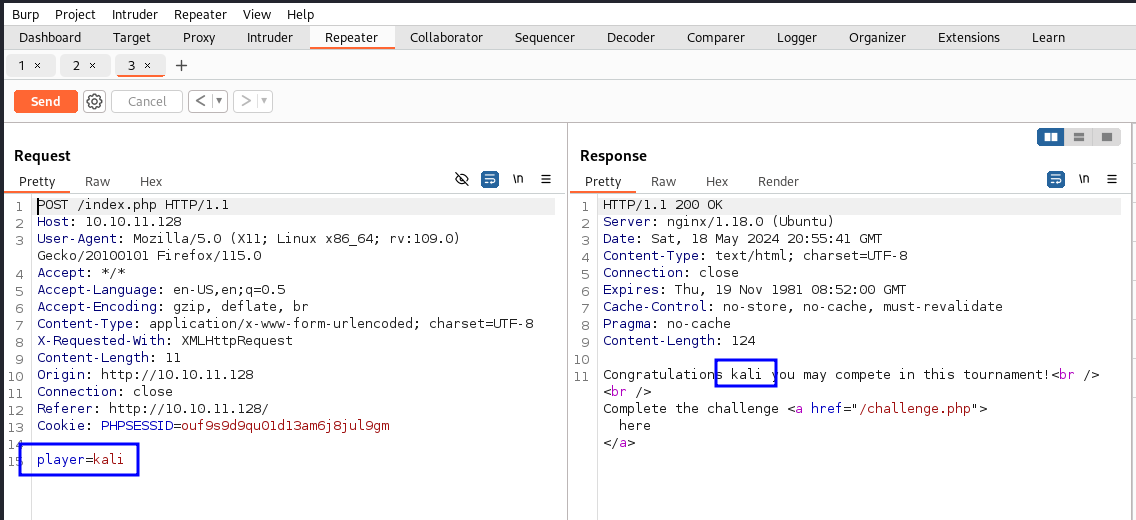 Burp Project Intruder Repeater View Help
Dashboard Target Proxy Intruder Repeater Collaborator Sequencer Decoder Comparer Logger Organizer Extensions Learn
1 × 2 × 3 × +
Send Cancel < ▾ > ▾
Request
Pretty Raw Hex \n ≡
1 POST /index.php HTTP/1.1
2 Host: 10.10.11.128
3 User-Agent: Mozilla/5.0 (X11; Linux x86_64; rv:109.0)
Gecko/20100101 Firefox/115.0
4 Accept: */*
5 Accept-Language: en-US,en;q=0.5
6 Accept-Encoding: gzip, deflate, br
7 Content-Type: application/x-www-form-urlencoded; charset=UTF-8
8 X-Requested-With: XMLHttpRequest
9 Content-Length: 11
10 Origin: http://10.10.11.128
11 Connection: close
12 Referer: http://10.10.11.128/
13 Cookie: PHPSESSID=ouf9s9d9qu01d13am6j8jul9gm
14
15 player=kali
Response
Pretty Raw Hex Render \n ≡
1 HTTP/1.1 200 OK
2 Server: nginx/1.18.0 (Ubuntu)
3 Date: Sat, 18 May 2024 20:55:41 GMT
4 Content-Type: text/html; charset=UTF-8
5 Connection: close
6 Expires: Thu, 19 Nov 1981 08:52:00 GMT
7 Cache-Control: no-store, no-cache, must-revalidate
8 Pragma: no-cache
9 Content-Length: 124
10
11 Congratulations kali you may compete in this tournament!<br />
<br />
Complete the challenge <a href="/challenge.php">
here
</a>